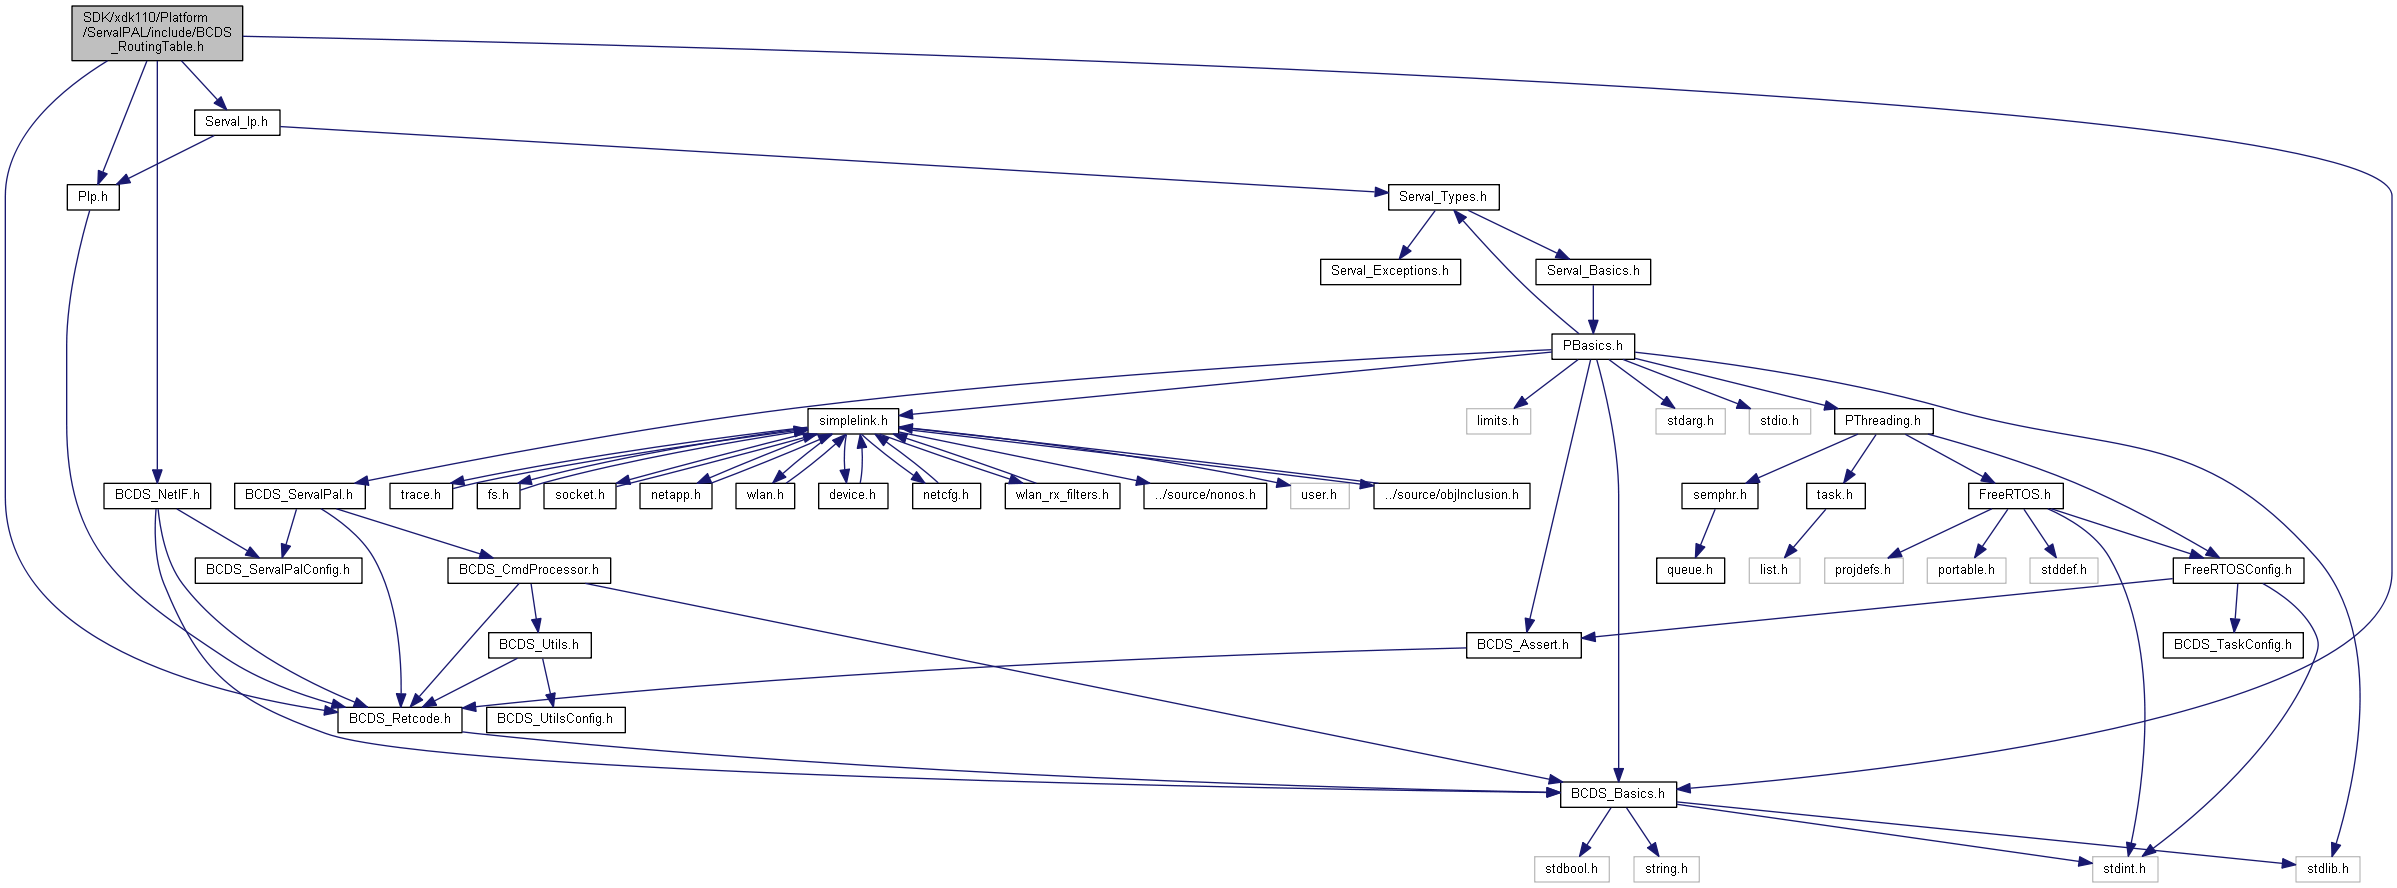 SDK/xdk110/Platform
/ServalPAL/include/BCDS
_RoutingTable.h
Serval_Ip.h
PIp.h
Serval_Types.h
Serval_Exceptions.h
Serval_Basics.h
PBasics.h
simplelink.h
limits.h
stdarg.h
stdio.h
PThreading.h
BCDS_NetIF.h
BCDS_ServalPal.h
trace.h
fs.h
socket.h
netapp.h
wlan.h
device.h
netcfg.h
wlan_rx_filters.h
../source/nonos.h
user.h
../source/objInclusion.h
semphr.h
task.h
FreeRTOS.h
BCDS_ServalPalConfig.h
BCDS_CmdProcessor.h
queue.h
list.h
projdefs.h
portable.h
stddef.h
FreeRTOSConfig.h
BCDS_Utils.h
BCDS_Assert.h
BCDS_TaskConfig.h
BCDS_Retcode.h
BCDS_UtilsConfig.h
BCDS_Basics.h
stdbool.h
string.h
stdint.h
stdlib.h